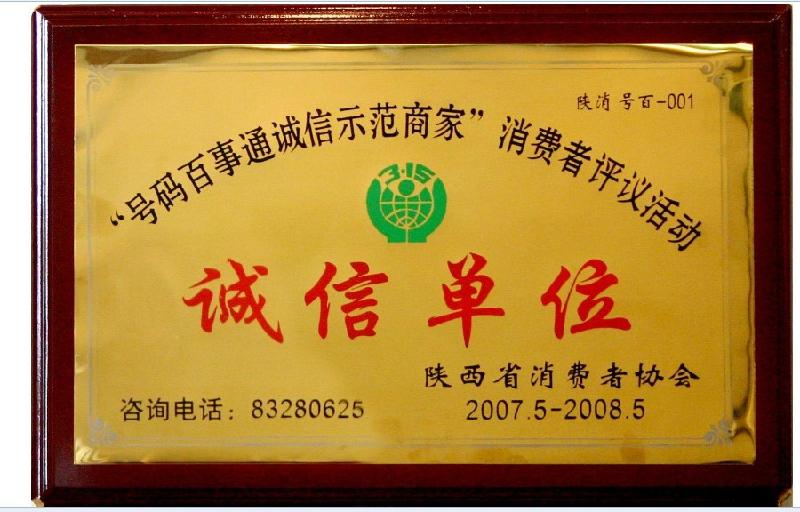 陕消号百-001
“号码百事通诚信示范商家”消费者评议活动
3·15
诚信单位
陕西省消费者协会
咨询电话：83280625
2007.5-2008.5